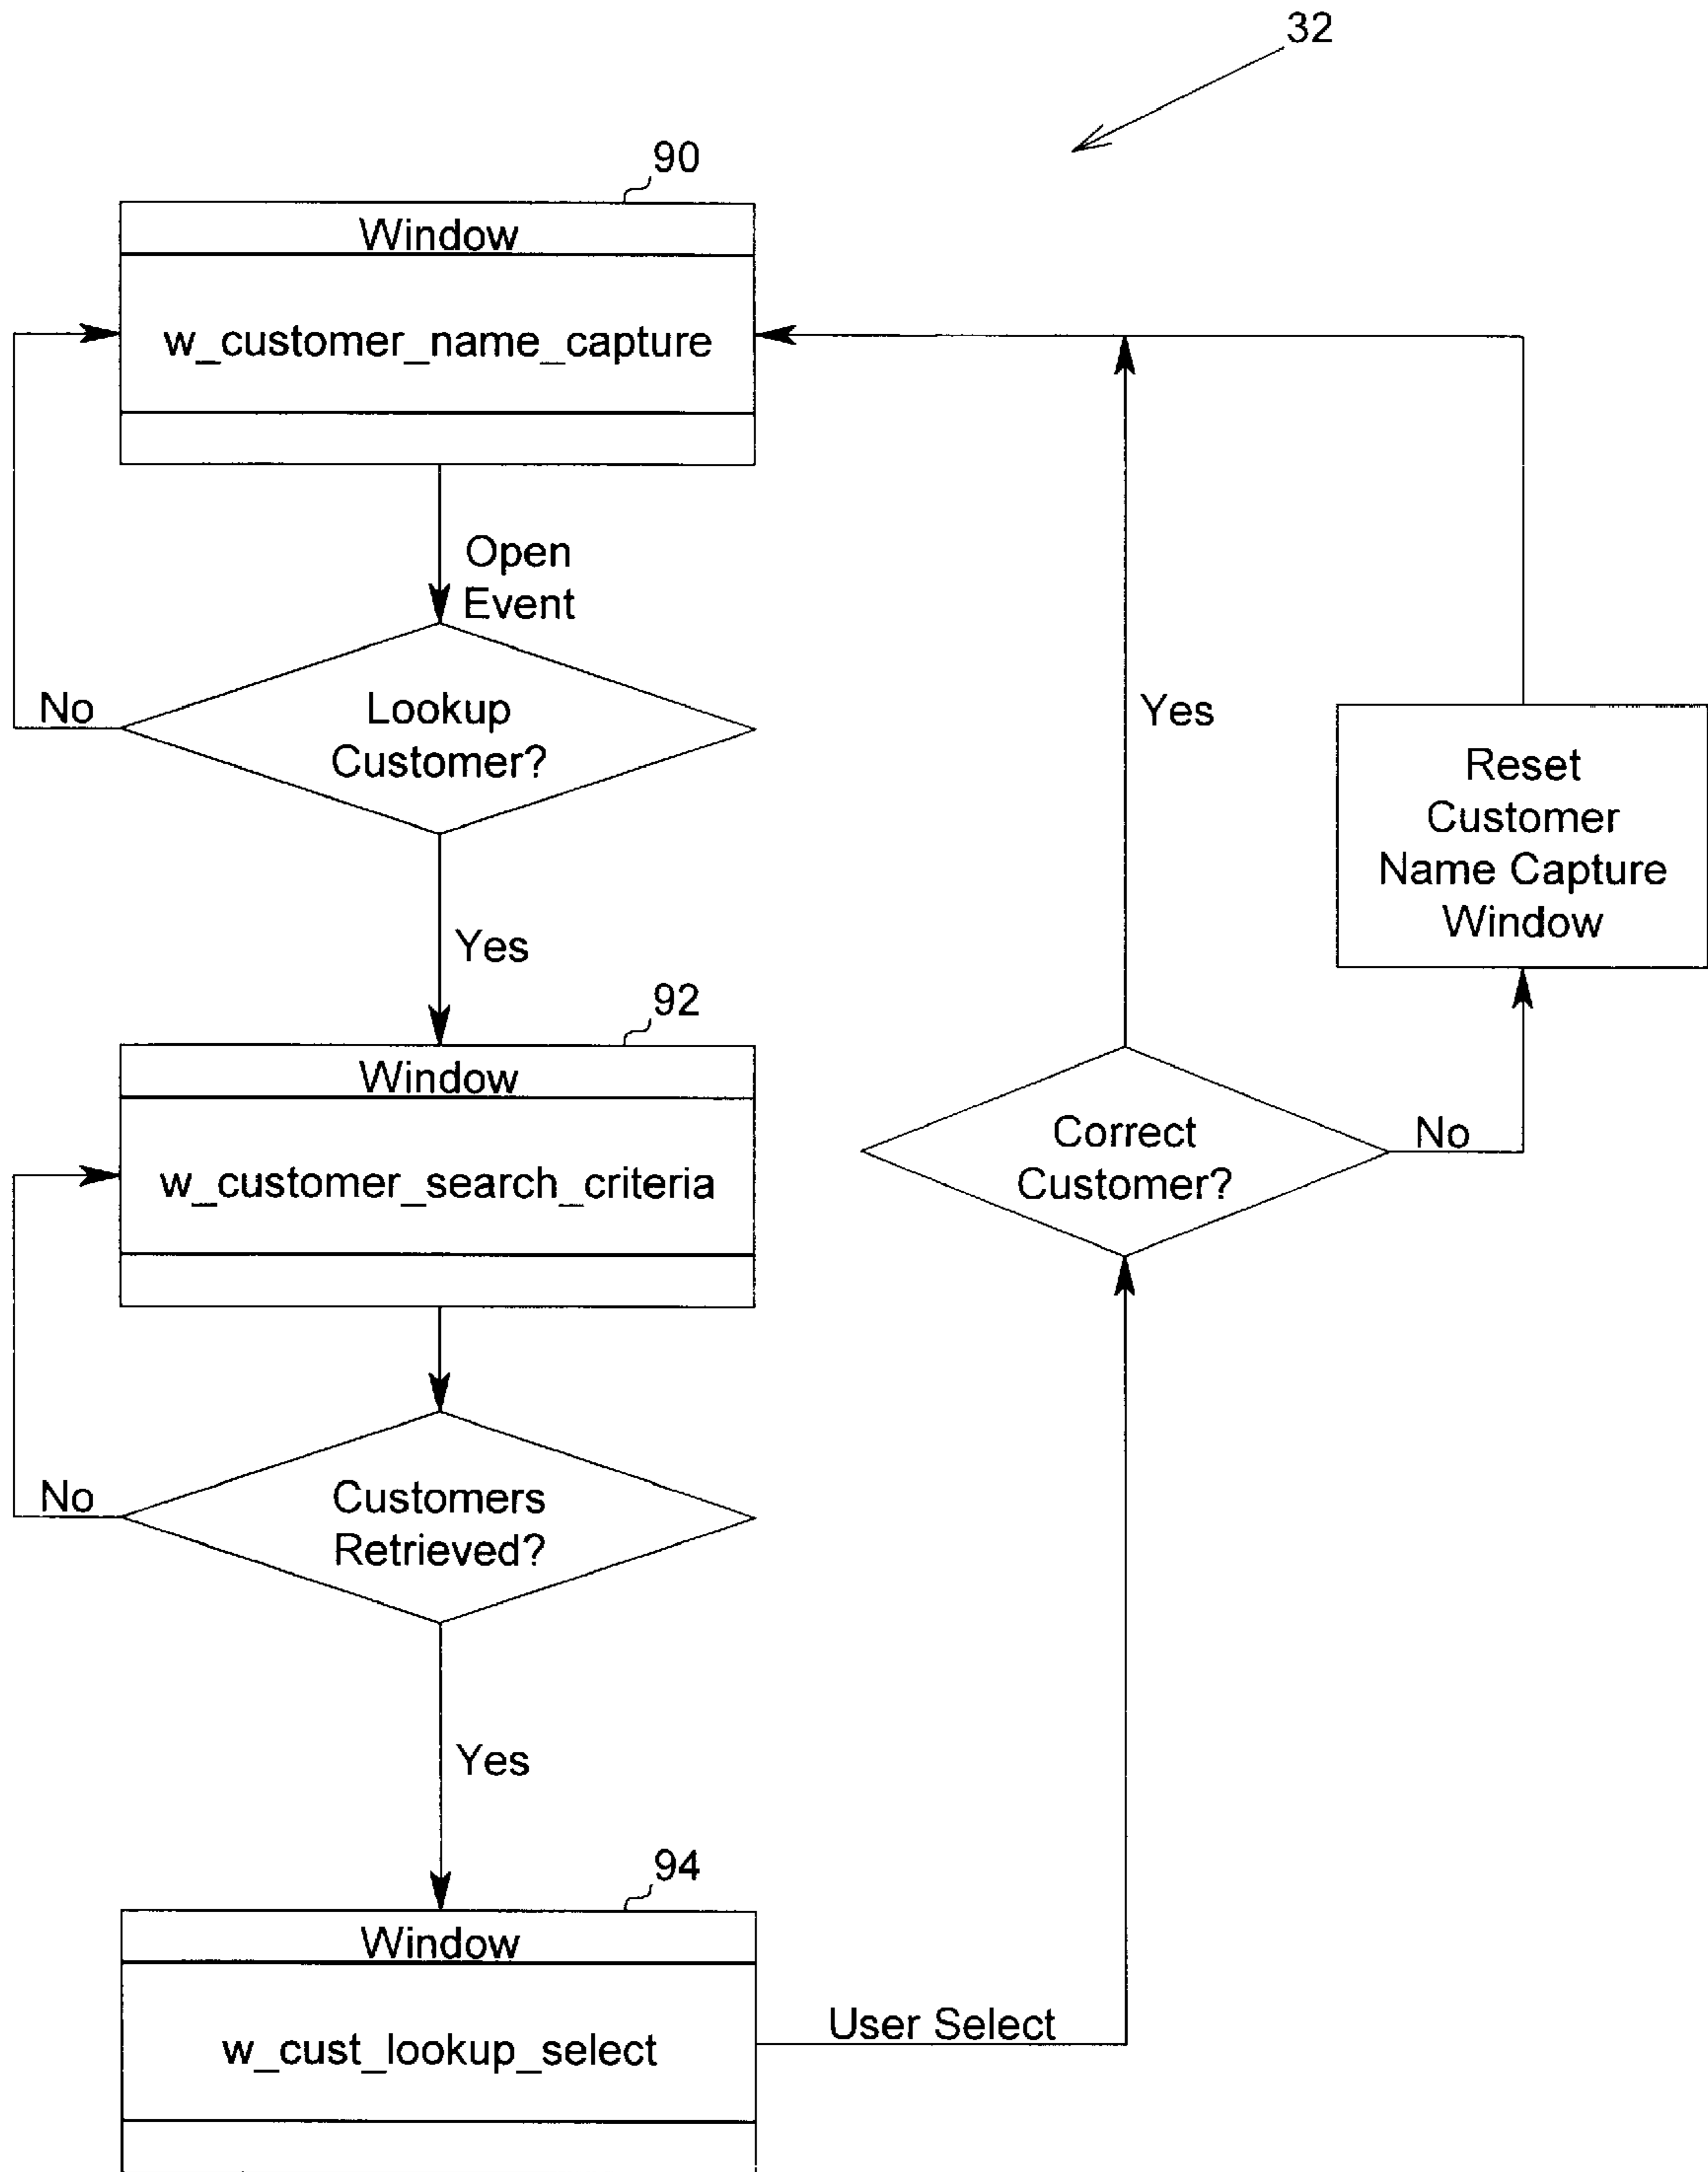 32
90
Window
w_customer_name_capture
Open
Event
No
Lookup
Customer?
Yes
92
Window
w_customer_search_criteria
No
Customers
Retrieved?
Yes
94
Window
w_cust_lookup_select
User Select
Correct
Customer?
Yes
No
Reset
Customer
Name Capture
Window